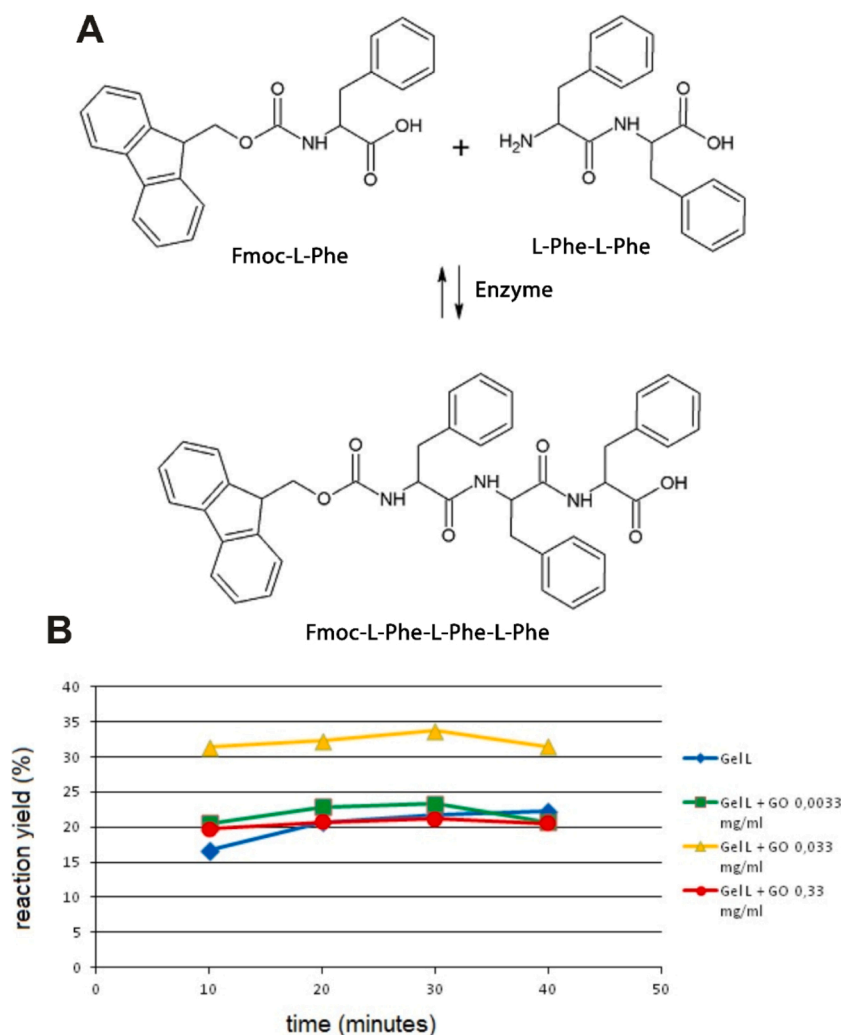 A
O
O
NH
OH
O
+
H2N
O
NH
O
OH
Fmoc-L-Phe
L-Phe-L-Phe
Enzyme
O
O
NH
O
NH
O
NH
OH
O
Fmoc-L-Phe-L-Phe-L-Phe
B
reaction yield (%)
40
35
30
25
20
15
10
5
0
0
10
20
30
40
50
time (minutes)
Gel L
Gel L + GO 0,0033
mg/ml
Gel L + GO 0,033
mg/ml
Gel L + GO 0,33
mg/ml